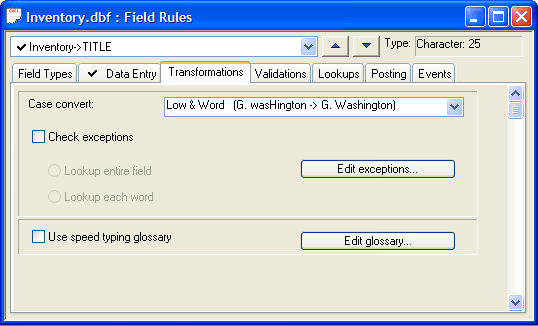 Inventory.dbf : Field Rules
Inventory->TITLE
Type: Character: 25
Field Types Data Entry Transformations Validations Lookups Posting Events
Case convert: Low & Word (G. wasHington -> G. Washington)
Check exceptions
Lookup entire field
Edit exceptions...
Lookup each word
Use speed typing glossary
Edit glossary...